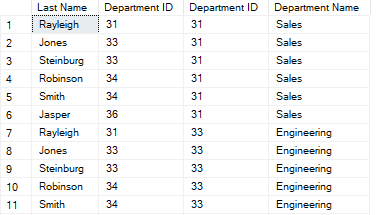 Last Name Department ID Department ID Department Name
1 Rayleigh 31 31 Sales
2 Jones 33 31 Sales
3 Steinburg 33 31 Sales
4 Robinson 34 31 Sales
5 Smith 34 31 Sales
6 Jasper 36 31 Sales
7 Rayleigh 31 33 Engineering
8 Jones 33 33 Engineering
9 Steinburg 33 33 Engineering
10 Robinson 34 33 Engineering
11 Smith 34 33 Engineering